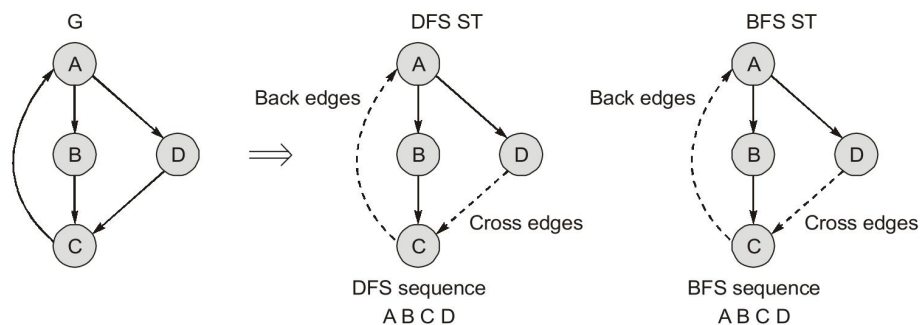 G
A
B
D
C
DFS ST
A
Back edges
B
D
Cross edges
C
DFS sequence
A B C D
BFS ST
A
Back edges
B
D
Cross edges
C
BFS sequence
A B C D